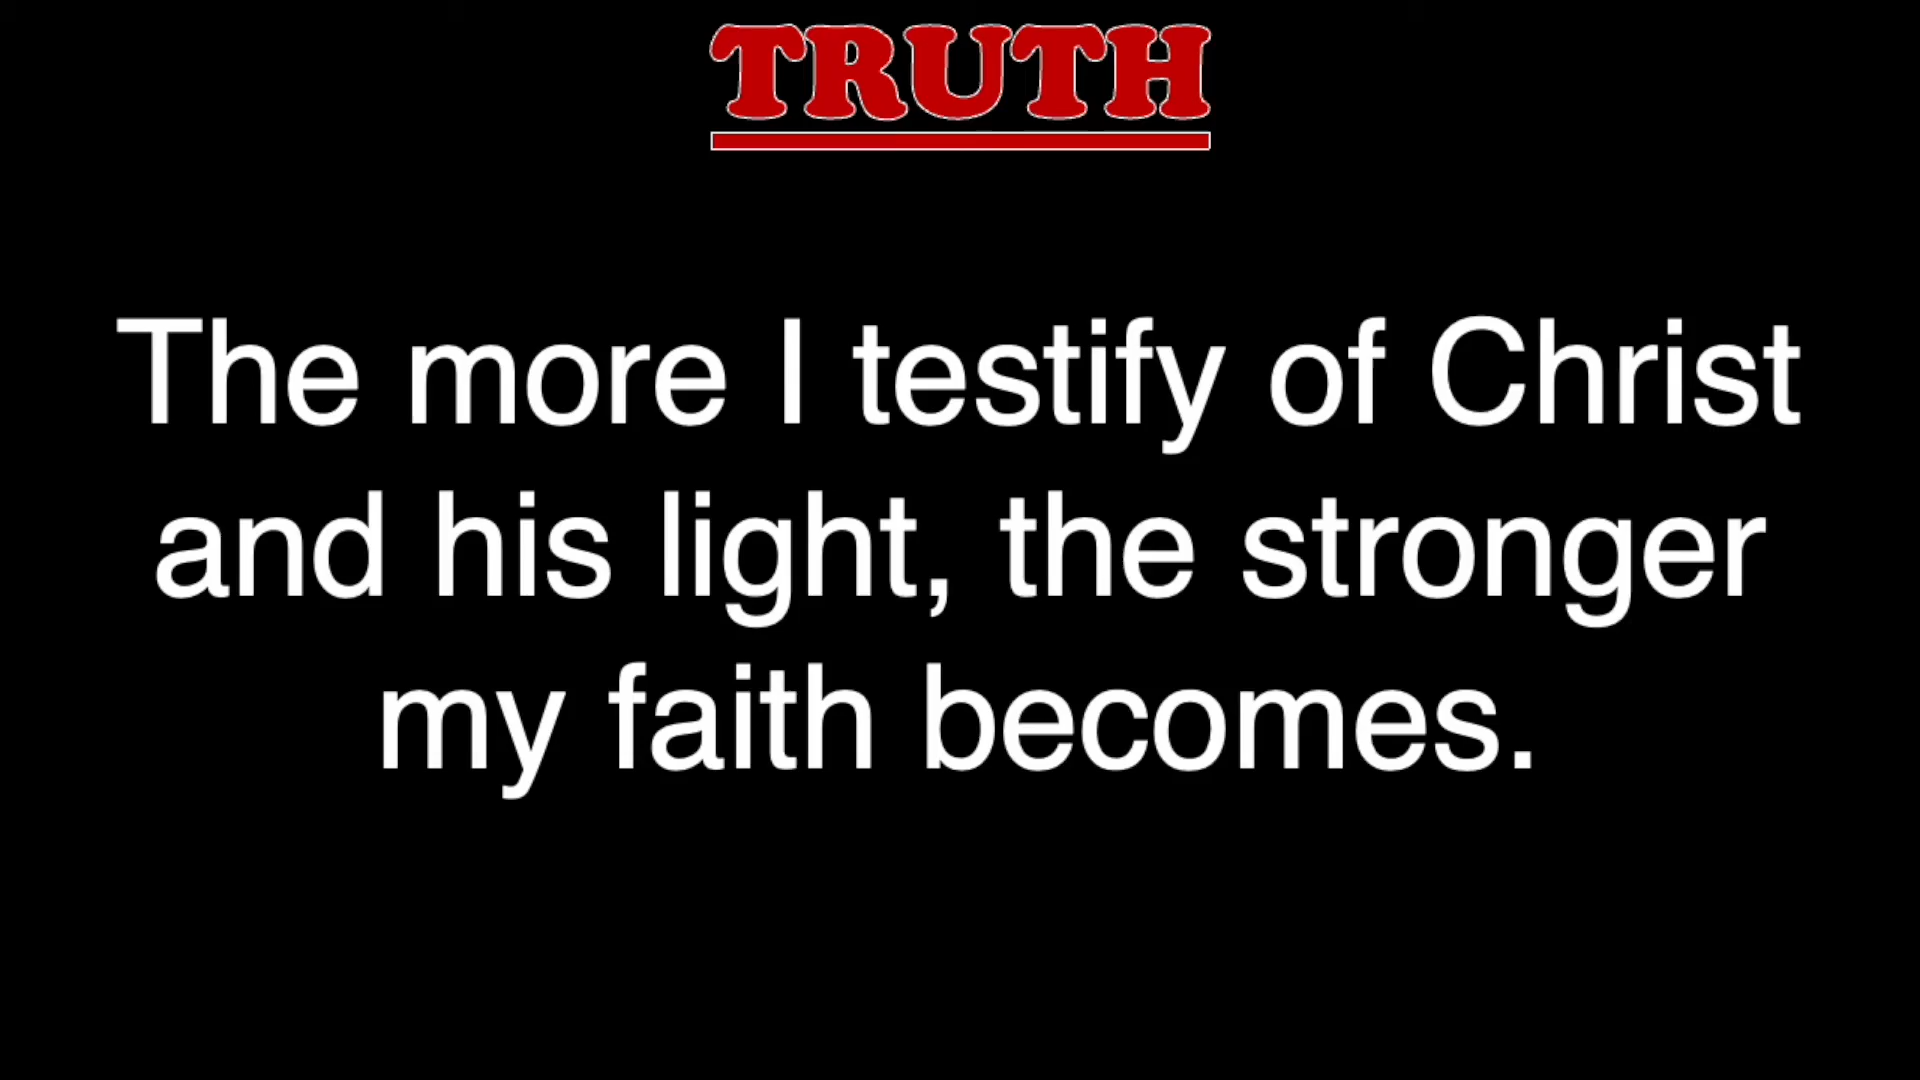 TRUTH
The more I testify of Christ
and his light, the stronger
my faith becomes.